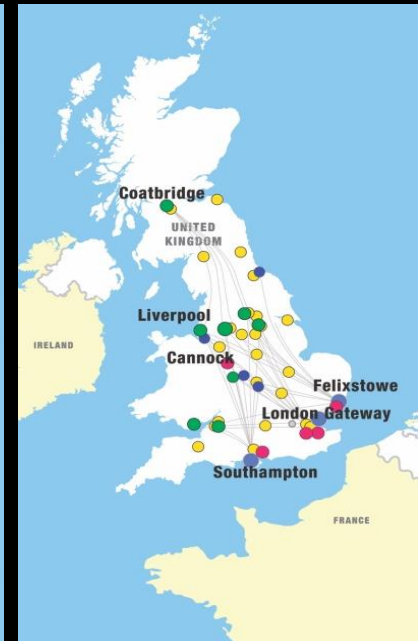 Coatbridge
UNITED
KINGDOM
Liverpool
IRELAND
Cannock
Felixstowe
London Gateway
Southampton
FRANCE